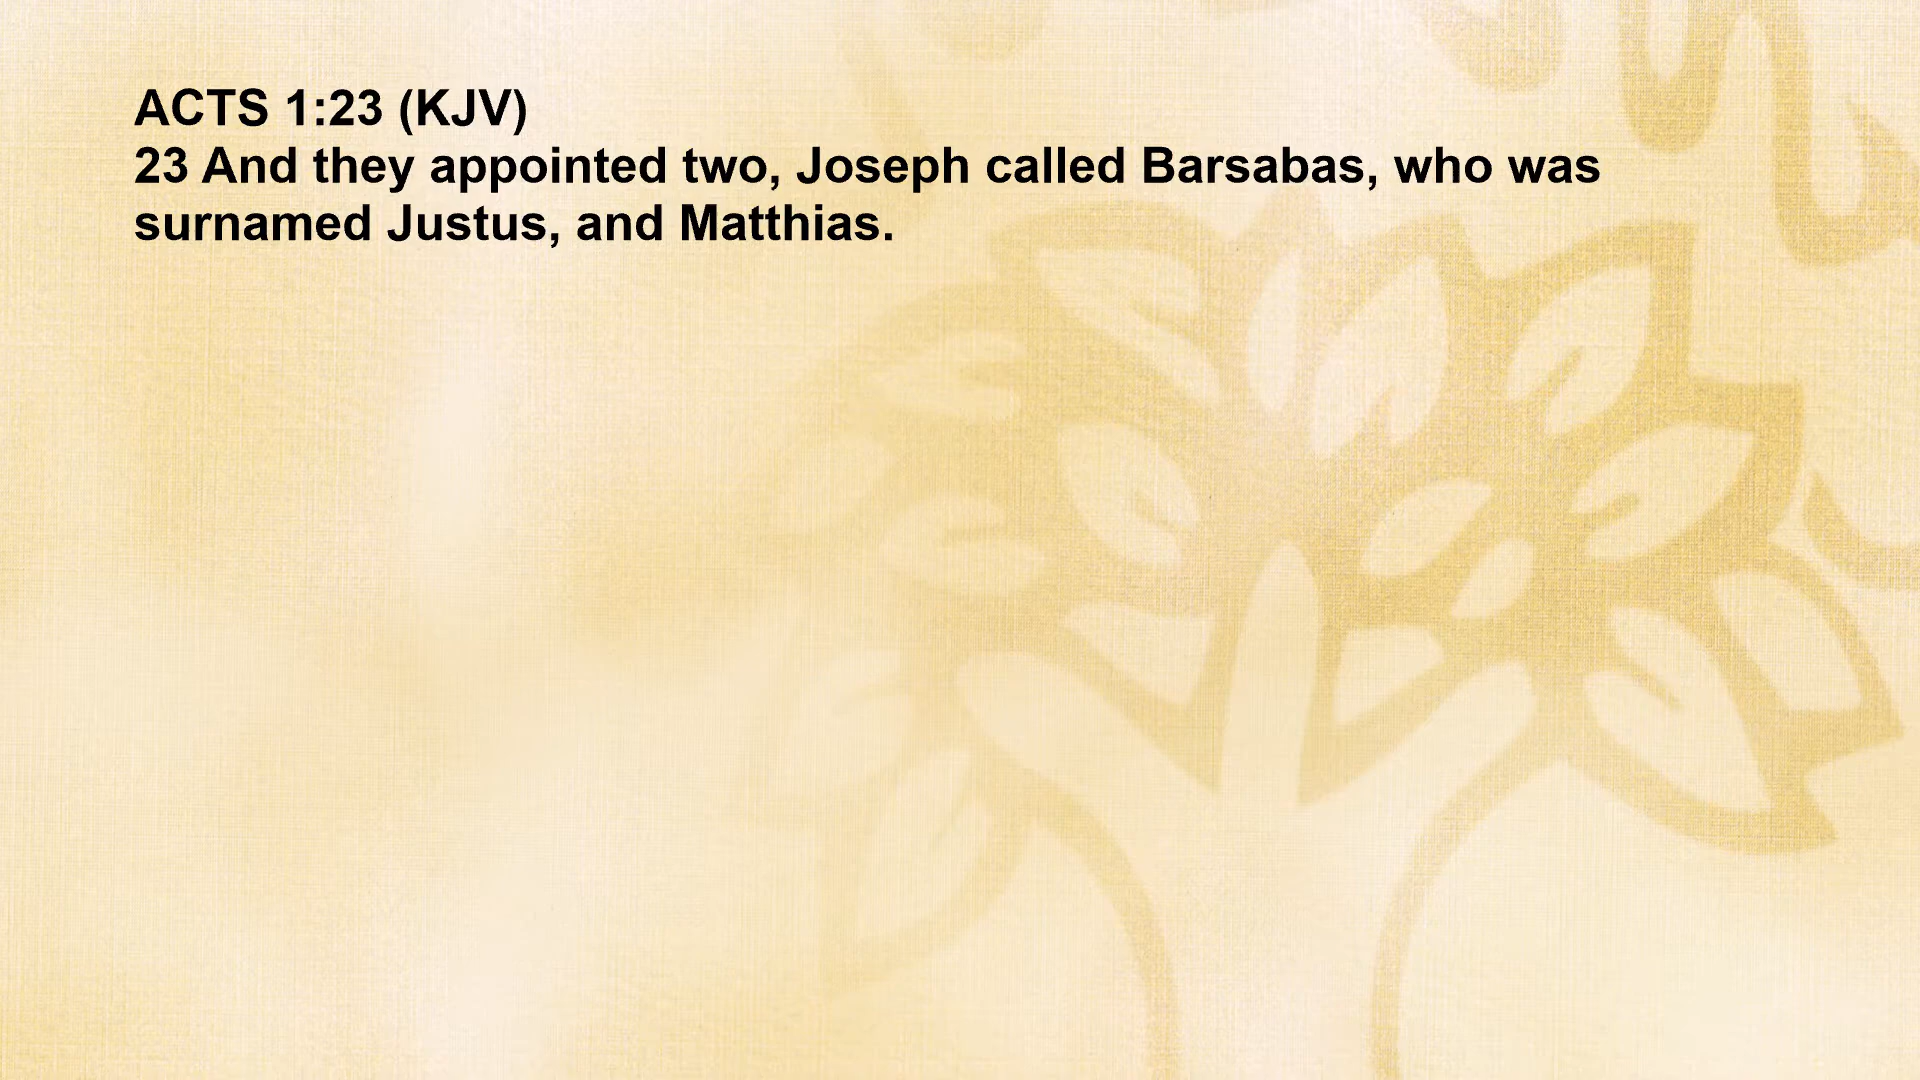 ACTS 1:23 (KJV)
23 And they appointed two, Joseph called Barsabas, who was
surnamed Justus, and Matthias.